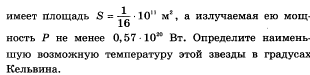 имеет площадь S = 1/16 · 10¹¹ м², а излучаемая ею мощ-
ность P не менее 0,57 · 10²⁰ Вт. Определите наимень-
шую возможную температуру этой звезды в градусах
Кельвина.